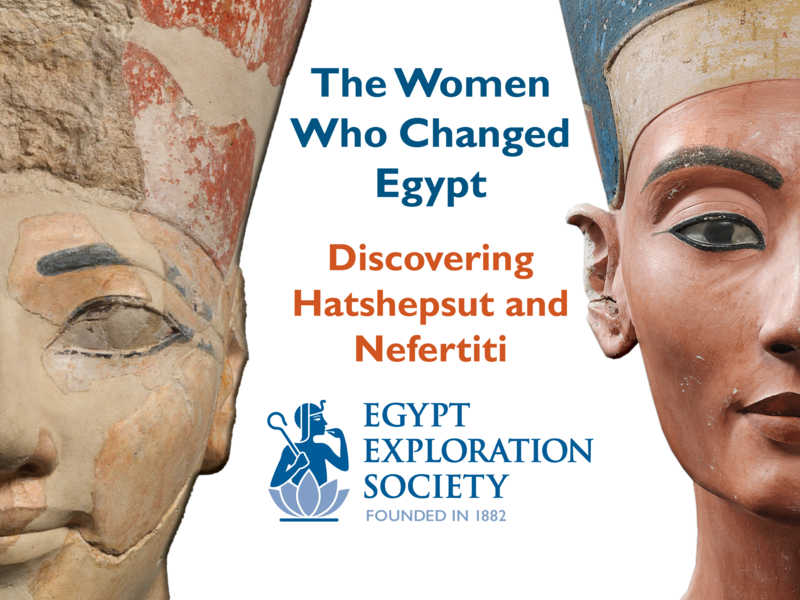 The Women
Who Changed
Egypt
Discovering
Hatshepsut and
Nefertiti
EGYPT
EXPLORATION
SOCIETY
FOUNDED IN 1882